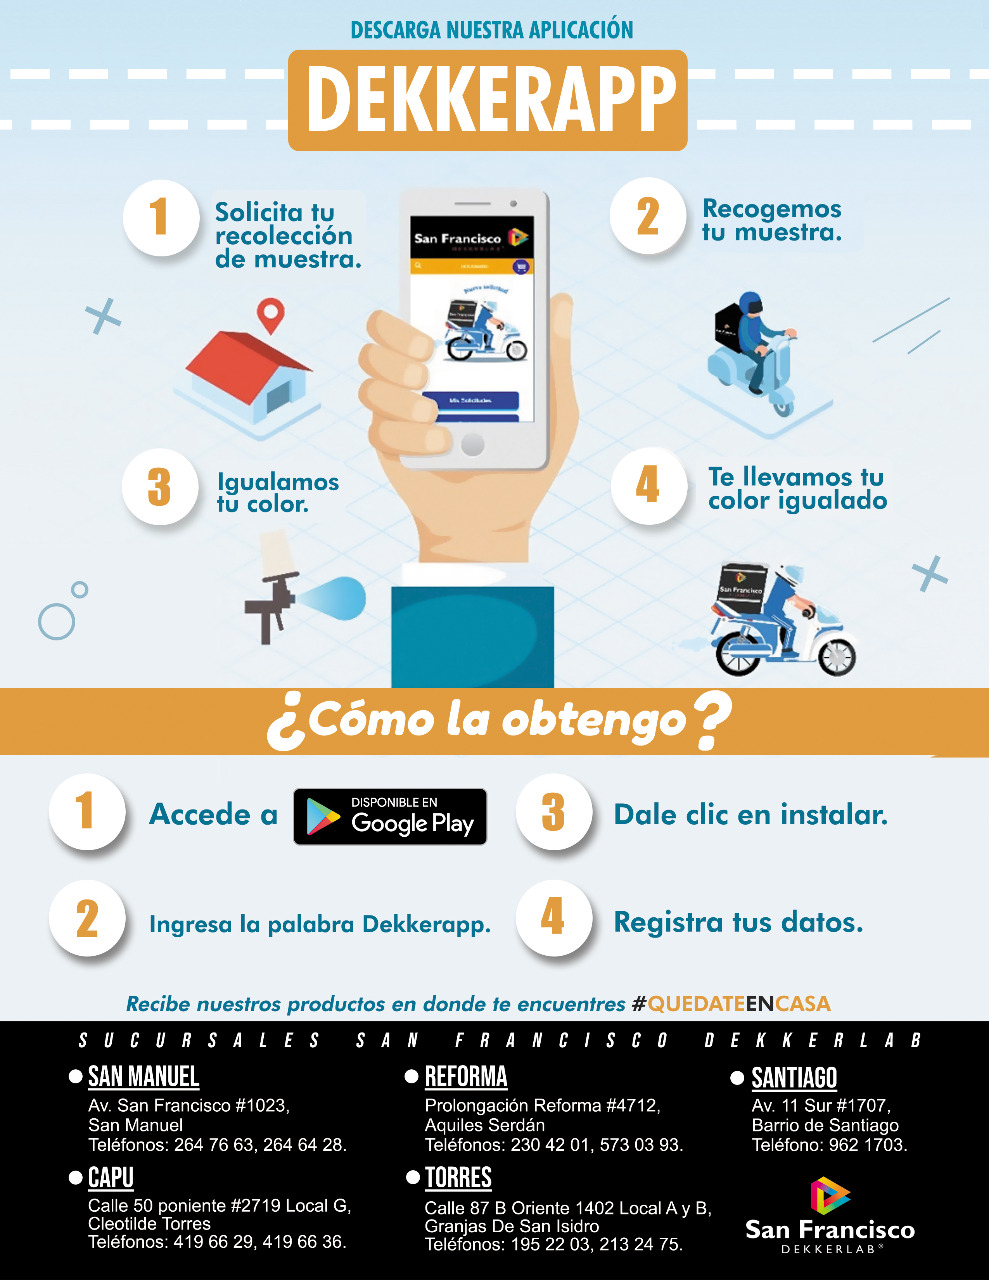 DESCARGA NUESTRA APLICACIÓN
DEKKERAPP
1
Solicita tu
recolección
de muestra.
2
Recogemos
tu muestra.
San Francisco
DEKKERLAB
Nueva solicitud
San Francisco
Mis Solicitudes
3
Igualamos
tu color.
4
Te llevamos tu
color igualado
San Francisco
¿Cómo la obtengo?
1
Accede a
DISPONIBLE EN
Google Play
3
Dale clic en instalar.
2
Ingresa la palabra Dekkerapp.
4
Registra tus datos.
Recibe nuestros productos en donde te encuentres #QUEDATEENCASA
SUCURSALES SAN FRANCISCO DEKKERLAB
SAN MANUEL
Av. San Francisco #1023,
San Manuel
Teléfonos: 264 76 63, 264 64 28.
REFORMA
Prolongación Reforma #4712,
Aquiles Serdán
Teléfonos: 230 42 01, 573 03 93.
SANTIAGO
Av. 11 Sur #1707,
Barrio de Santiago
Teléfono: 962 1703.
CAPU
Calle 50 poniente #2719 Local G,
Cleotilde Torres
Teléfonos: 419 66 29, 419 66 36.
TORRES
Calle 87 B Oriente 1402 Local A y B,
Granjas De San Isidro
Teléfonos: 195 22 03, 213 24 75.
San Francisco
DEKKERLAB®